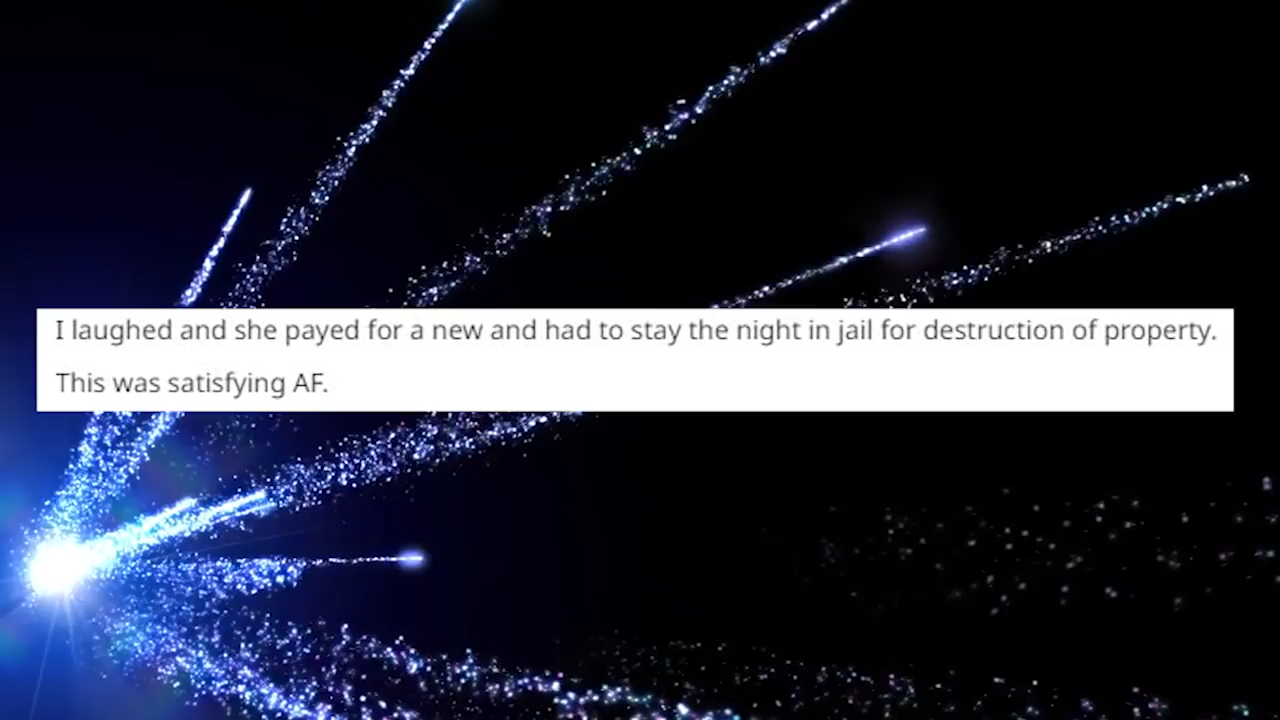 I laughed and she payed for a new and had to stay the night in jail for destruction of property.
This was satisfying AF.